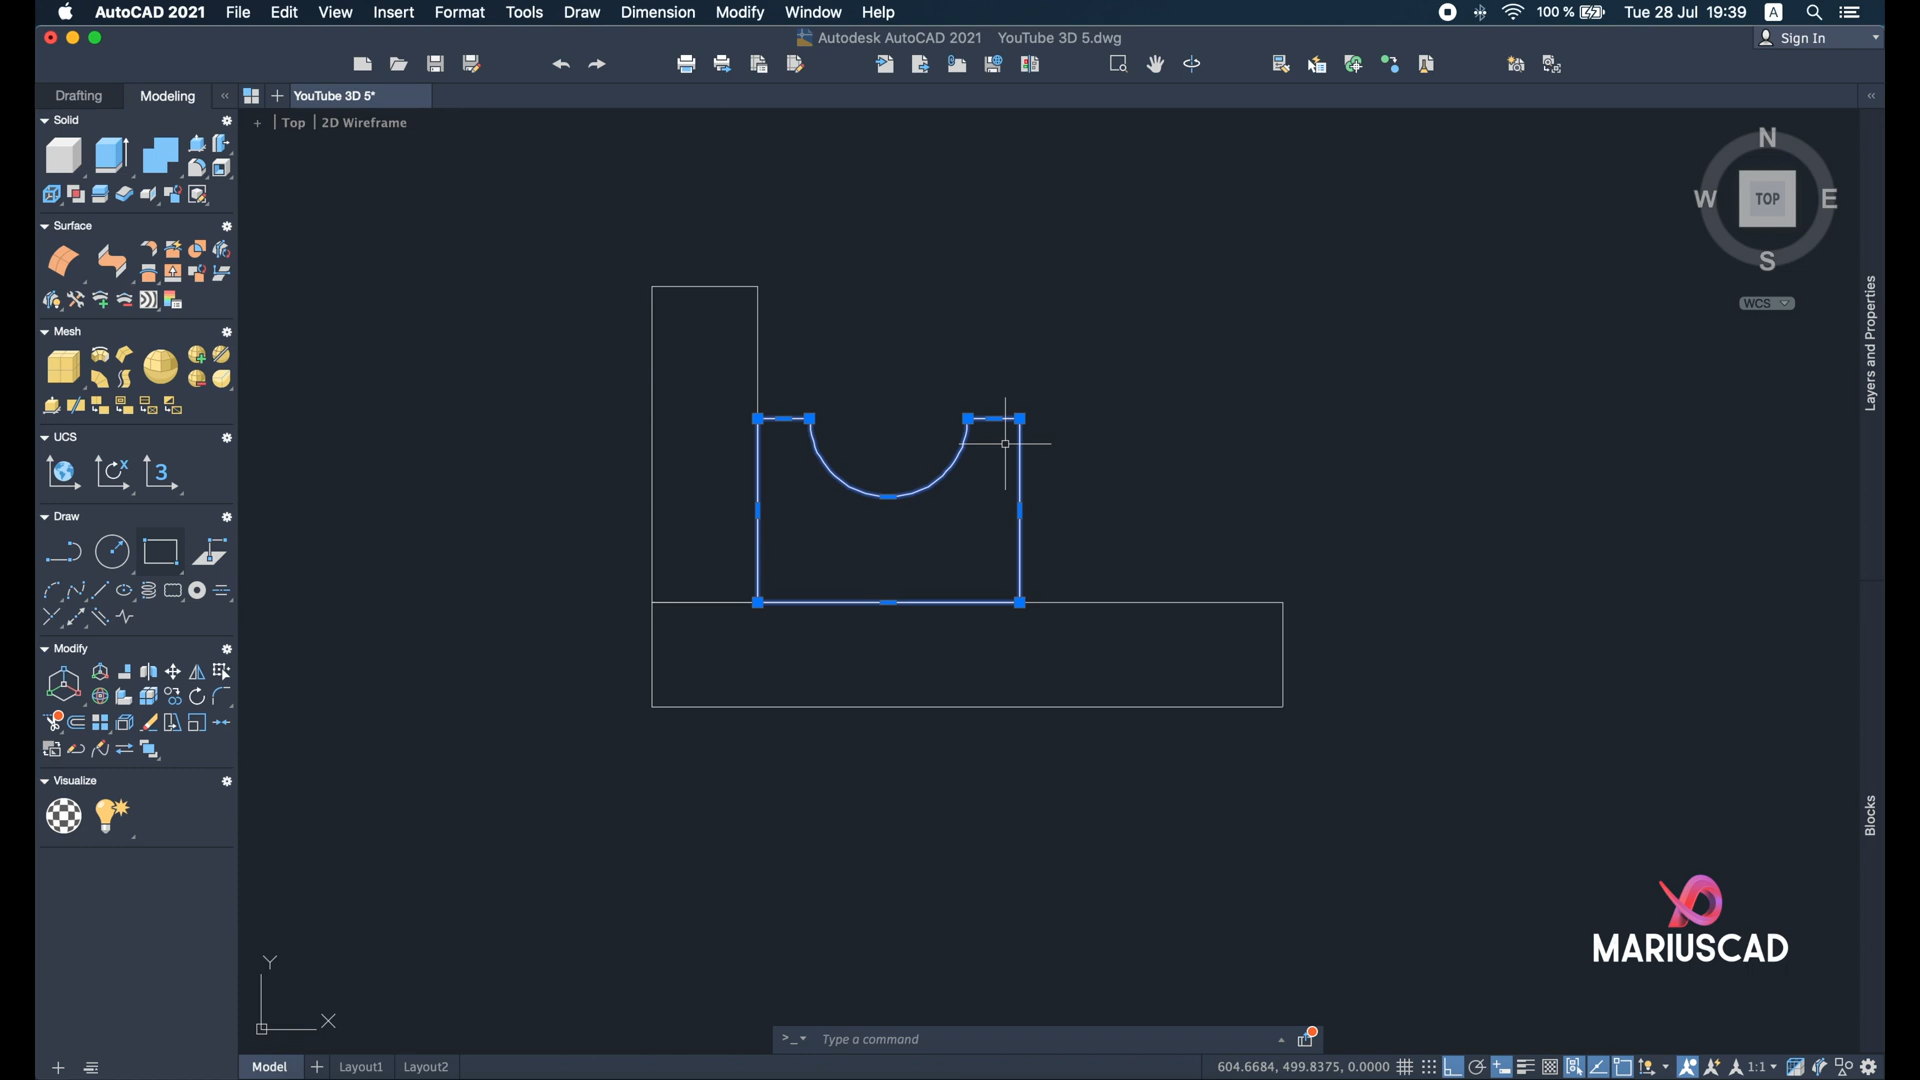 AutoCAD 2021 File Edit View Insert Format Tools Draw Dimension Modify Window Help 100 % Tue 28 Jul 19:39 A
Autodesk AutoCAD 2021 YouTube 3D 5.dwg Sign In
Drafting Modeling YouTube 3D 5*
+ Top 2D Wireframe
Solid
Surface
Mesh
UCS
X
3
Draw
Modify
Visualize
N
W TOP E
S
WCS
Layers and Properties
Blocks
MARIUSCAD
Y
X
>_ Type a command
Model Layout1 Layout2 604.6684, 499.8375, 0.0000 1:1